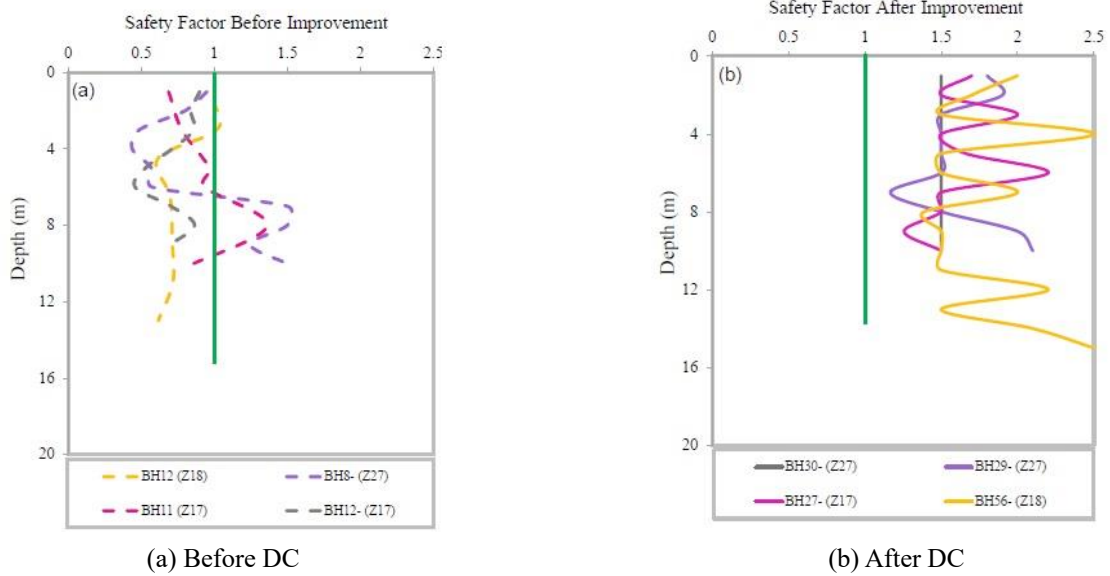 Safety Factor Before Improvement
0 0.5 1 1.5 2 2.5
0
4
8
12
16
20
Depth (m)
(a)
BH12 (Z18) BH8- (Z27)
BH11 (Z17) BH12- (Z17)
(a) Before DC
Safety Factor After Improvement
0 0.5 1 1.5 2 2.5
0
4
8
12
16
20
Depth (m)
(b)
BH30- (Z27) BH29- (Z27)
BH27- (Z17) BH56- (Z18)
(b) After DC